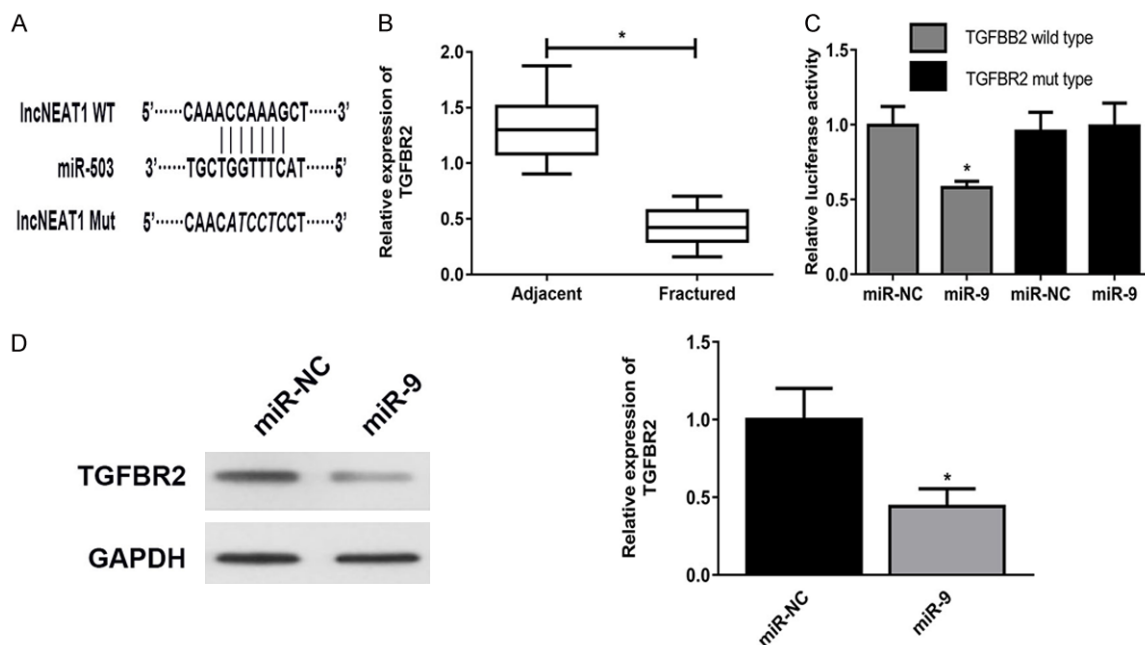 A
lncNEAT1 WT 5’······CAAACCAAAGCT······3’
miR-503 3’······TGCTGGTTTCAT······5’
lncNEAT1 Mut 5’······CAACATCCTCCT······3’
B
Relative expression of
TGFBR2
2.0
1.5
1.0
0.5
0.0
*
Adjacent Fractured
C
Relative luciferase activity
1.5
1.0
0.5
0.0
TGFBB2 wild type
TGFBR2 mut type
*
miR-NC miR-9 miR-NC miR-9
D
miR-NC miR-9
TGFBR2
GAPDH
Relative expression of
TGFBR2
1.5
1.0
0.5
0.0
*
miR-NC miR-9